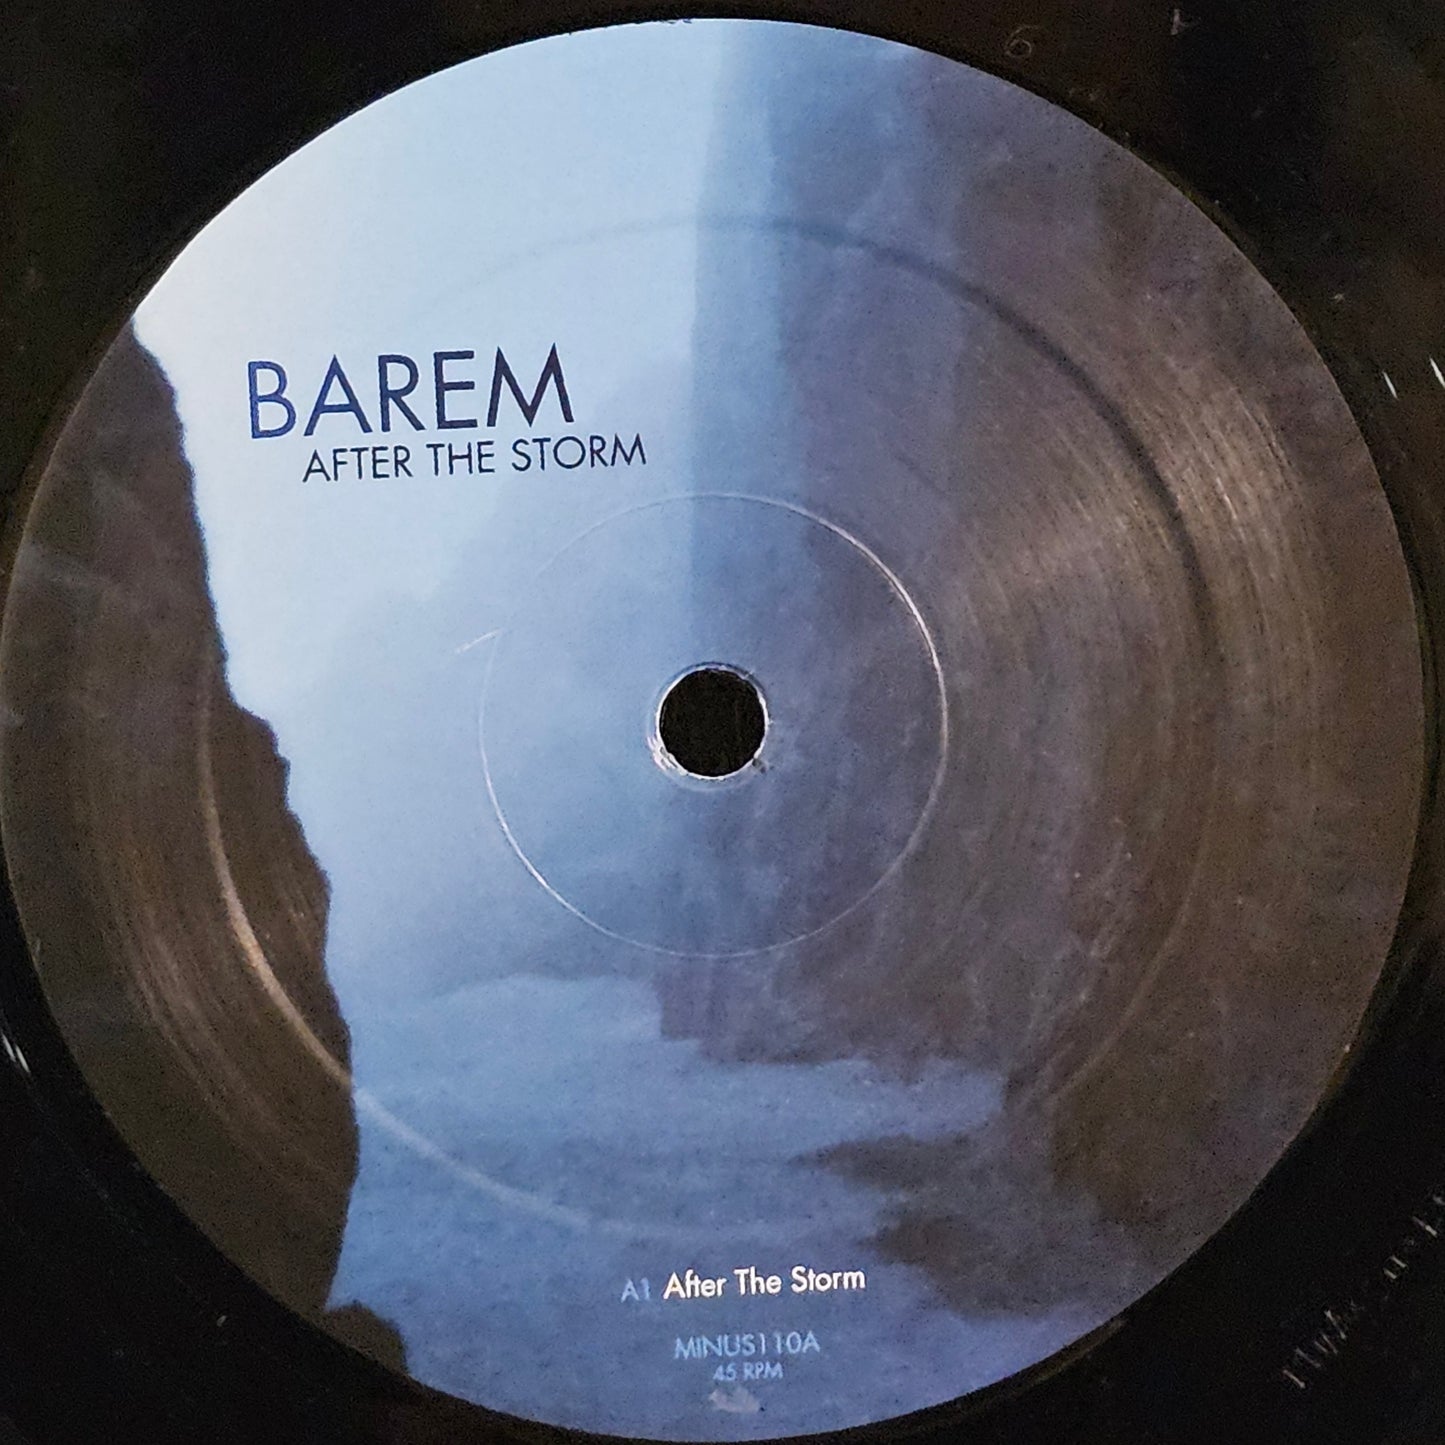 BAREM
AFTER THE STORM
A1 After The Storm
MINUS110A
45 RPM